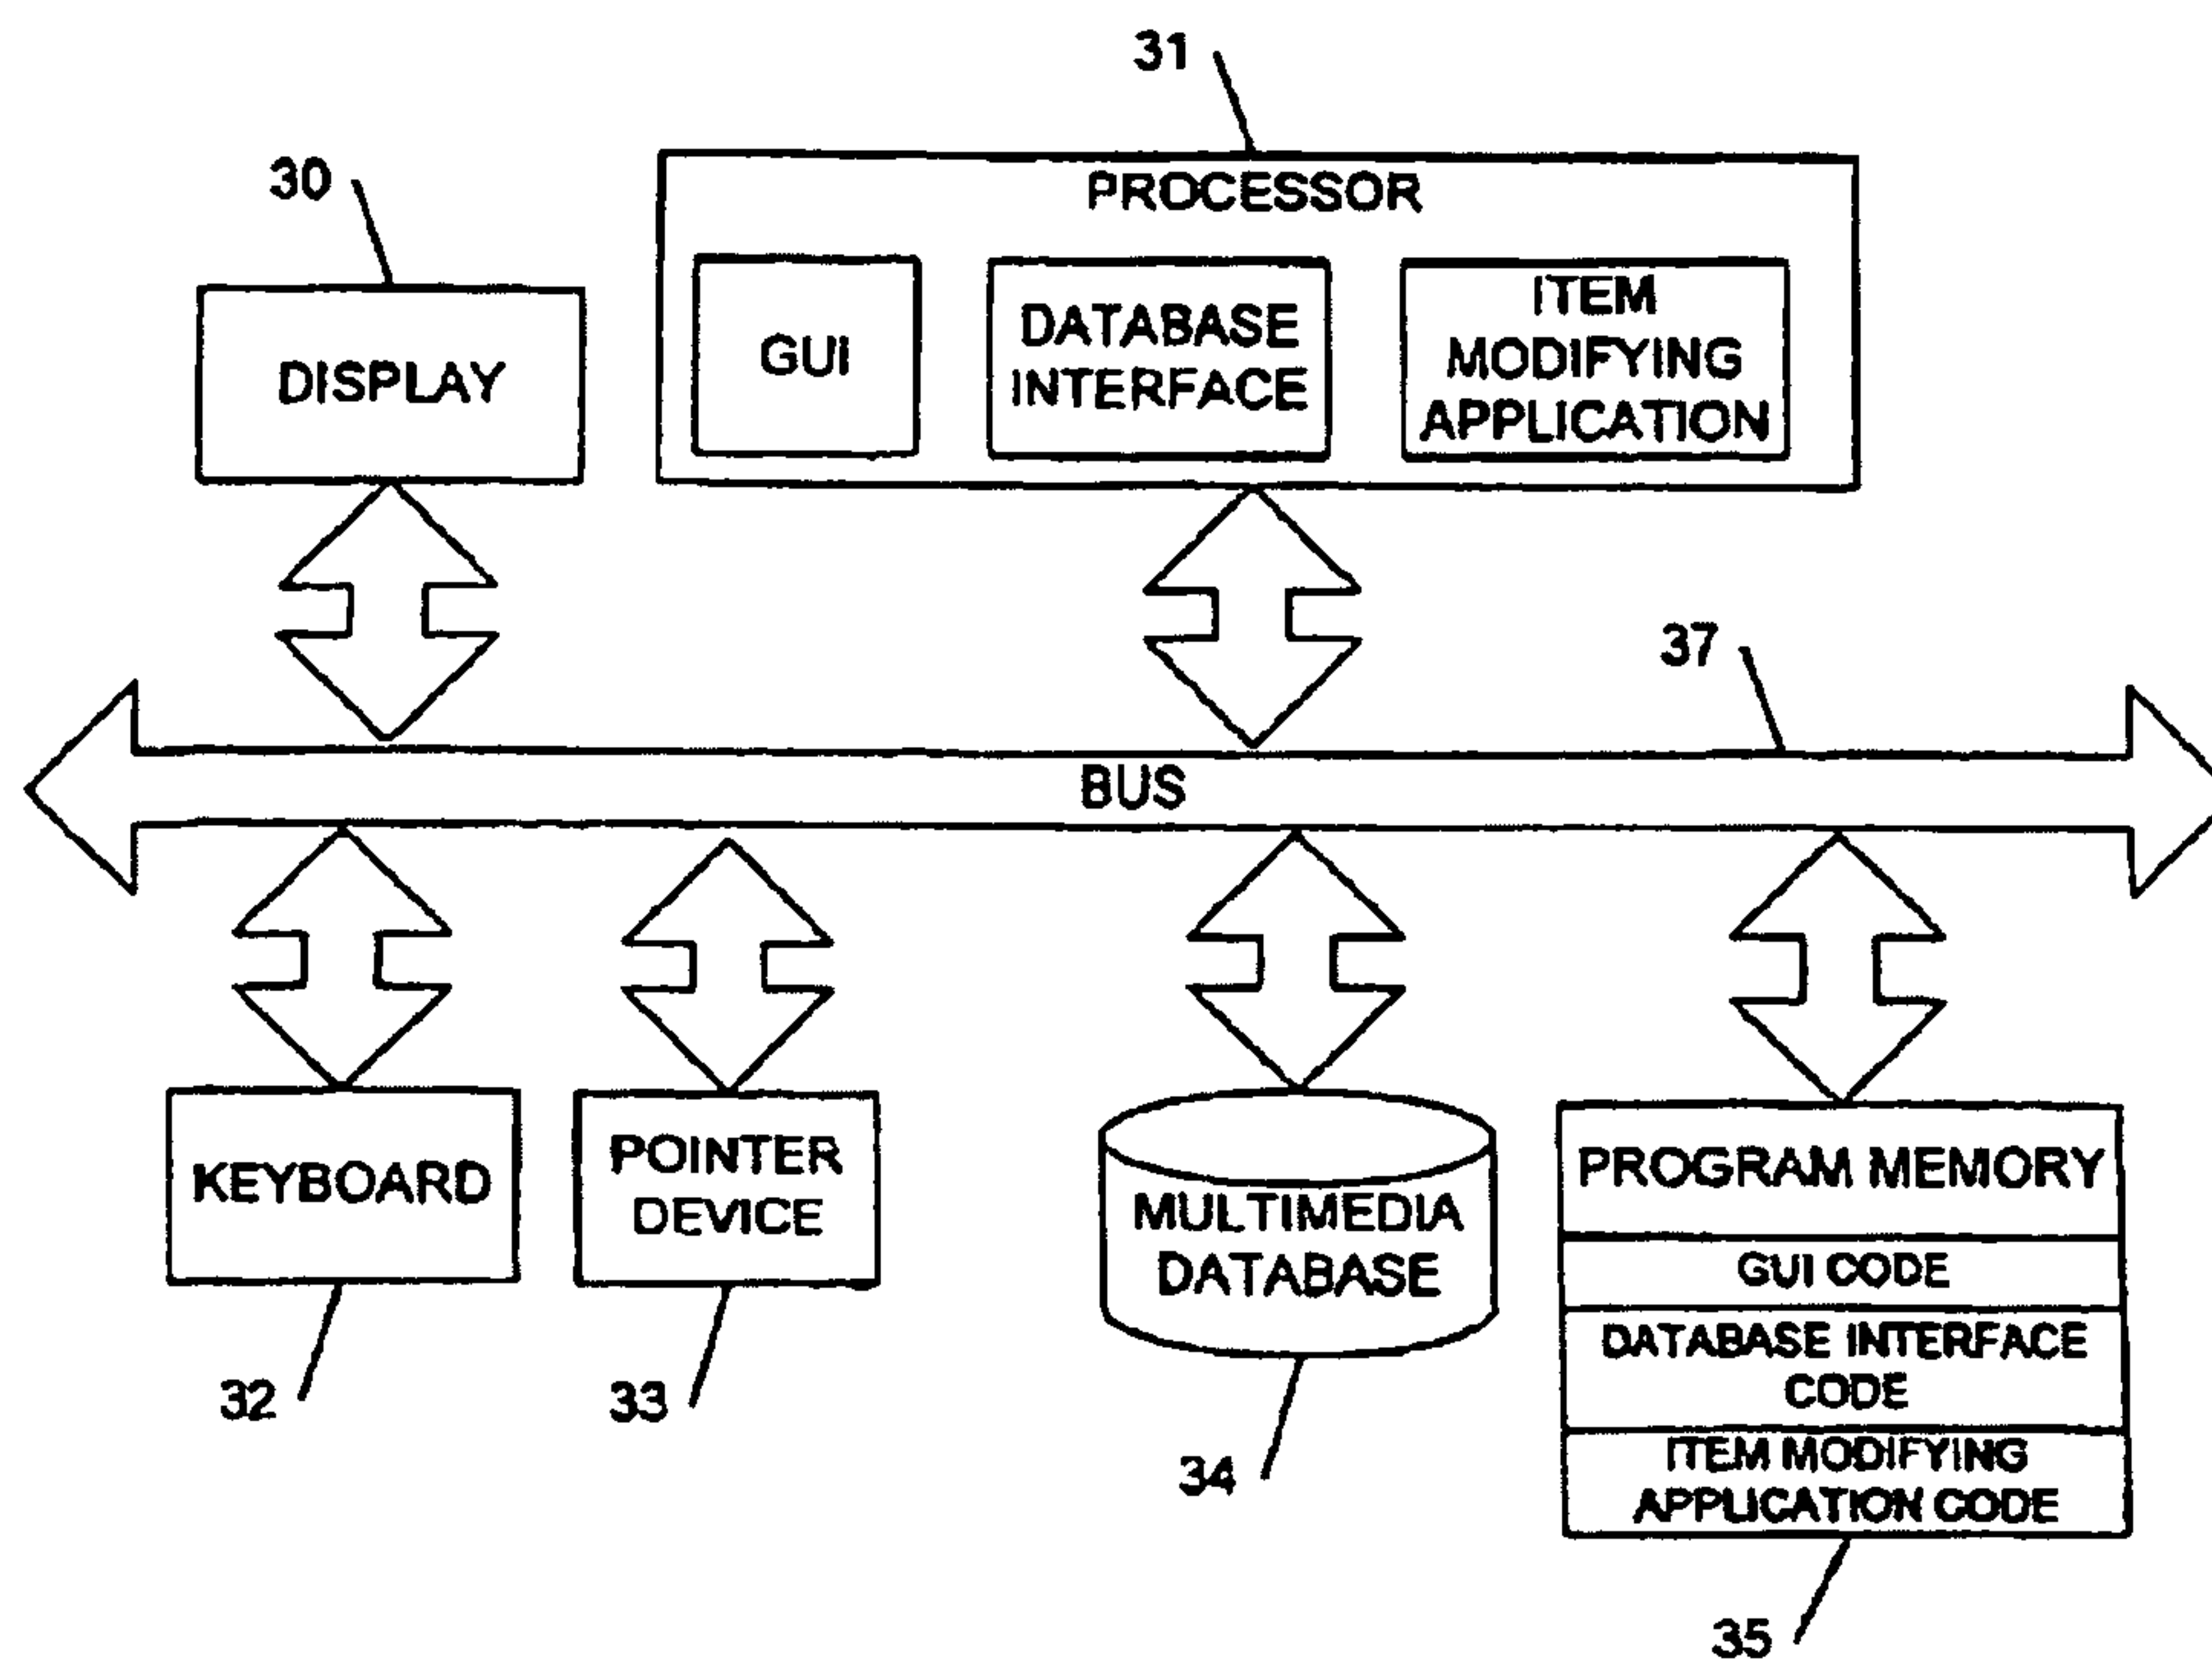 31
30
PROCESSOR
DISPLAY
GUI
DATABASE
INTERFACE
ITEM
MODIFYING
APPLICATION
37
BUS
KEYBOARD
POINTER
DEVICE
MULTIMEDIA
DATABASE
PROGRAM MEMORY
GUI CODE
DATABASE INTERFACE
CODE
ITEM MODIFYING
APPLICATION CODE
32
33
34
35